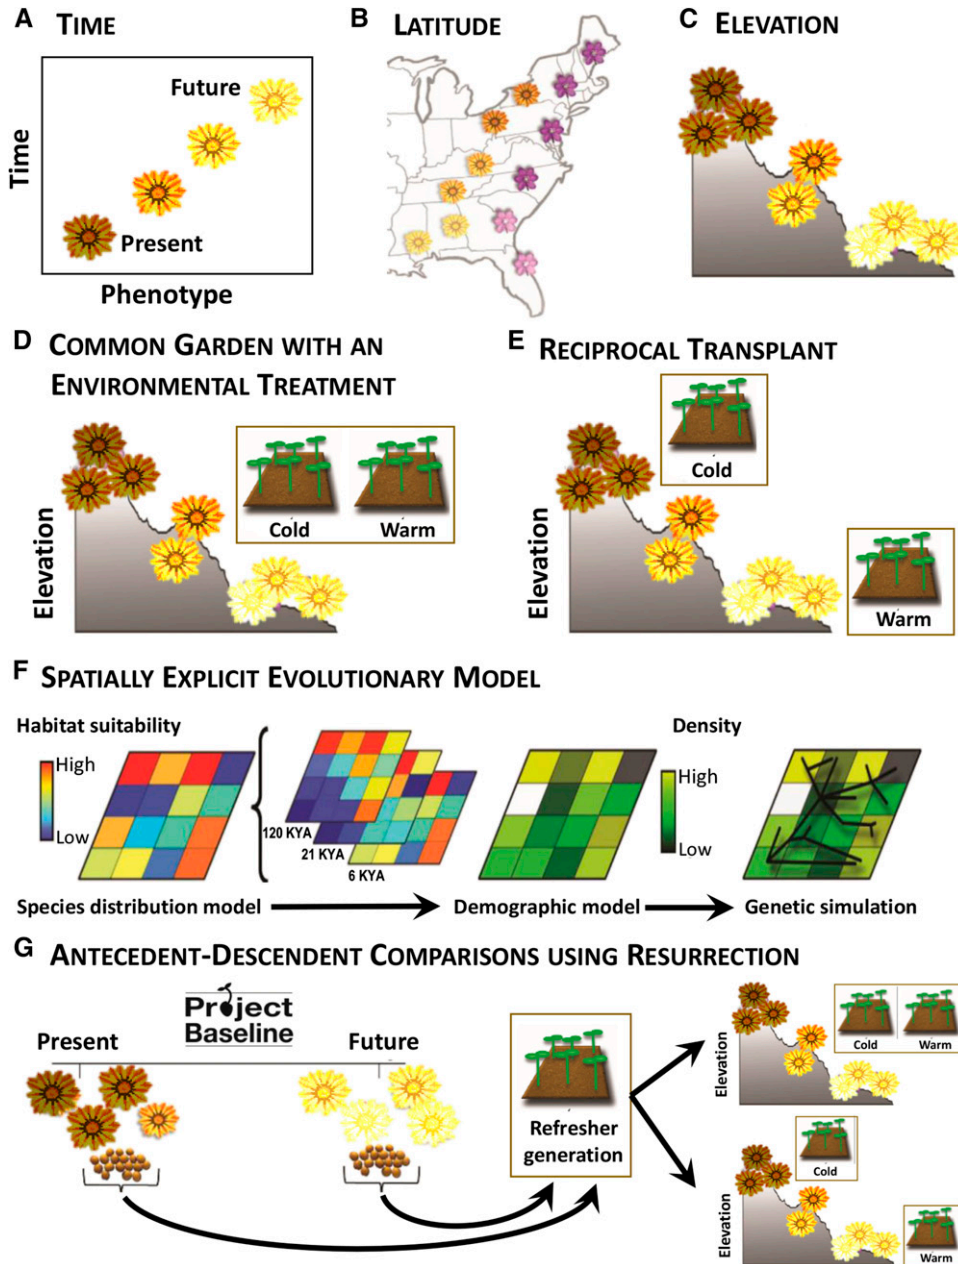 A TIME
Future
Present
Time
Phenotype
B LATITUDE
C ELEVATION
D COMMON GARDEN WITH AN
ENVIRONMENTAL TREATMENT
Elevation
Cold Warm
E RECIPROCAL TRANSPLANT
Elevation
Cold
Warm
F SPATIALLY EXPLICIT EVOLUTIONARY MODEL
Habitat suitability
High
Low
120 KYA
21 KYA
6 KYA
Density
High
Low
Species distribution model
Demographic model
Genetic simulation
G ANTECEDENT-DESCENDENT COMPARISONS USING RESURRECTION
Project
Baseline
Present
Future
Refresher
generation
Elevation
Cold Warm
Elevation
Cold
Warm